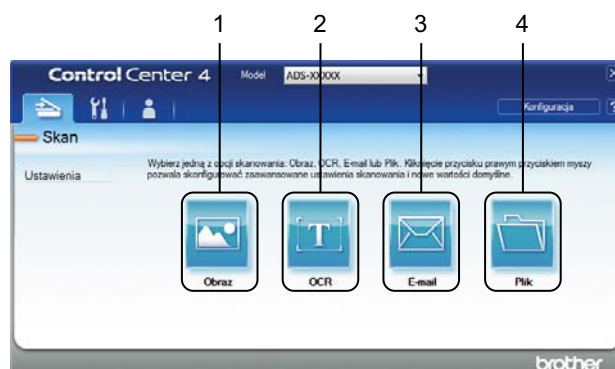 1 2 3 4
Control Center 4 Model ADS-XXXXX
Konfiguracja ?
Skan
Ustawienia
Wybierz jedną z opcji skanowania: Obraz, OCR, E-mail lub Plik. Kliknięcie przycisku prawym przyciskiem myszy
pozwala skonfigurować zaawansowane ustawienia skanowania i nowe wartości domyślne.
T
Obraz OCR E-mail Plik
brother